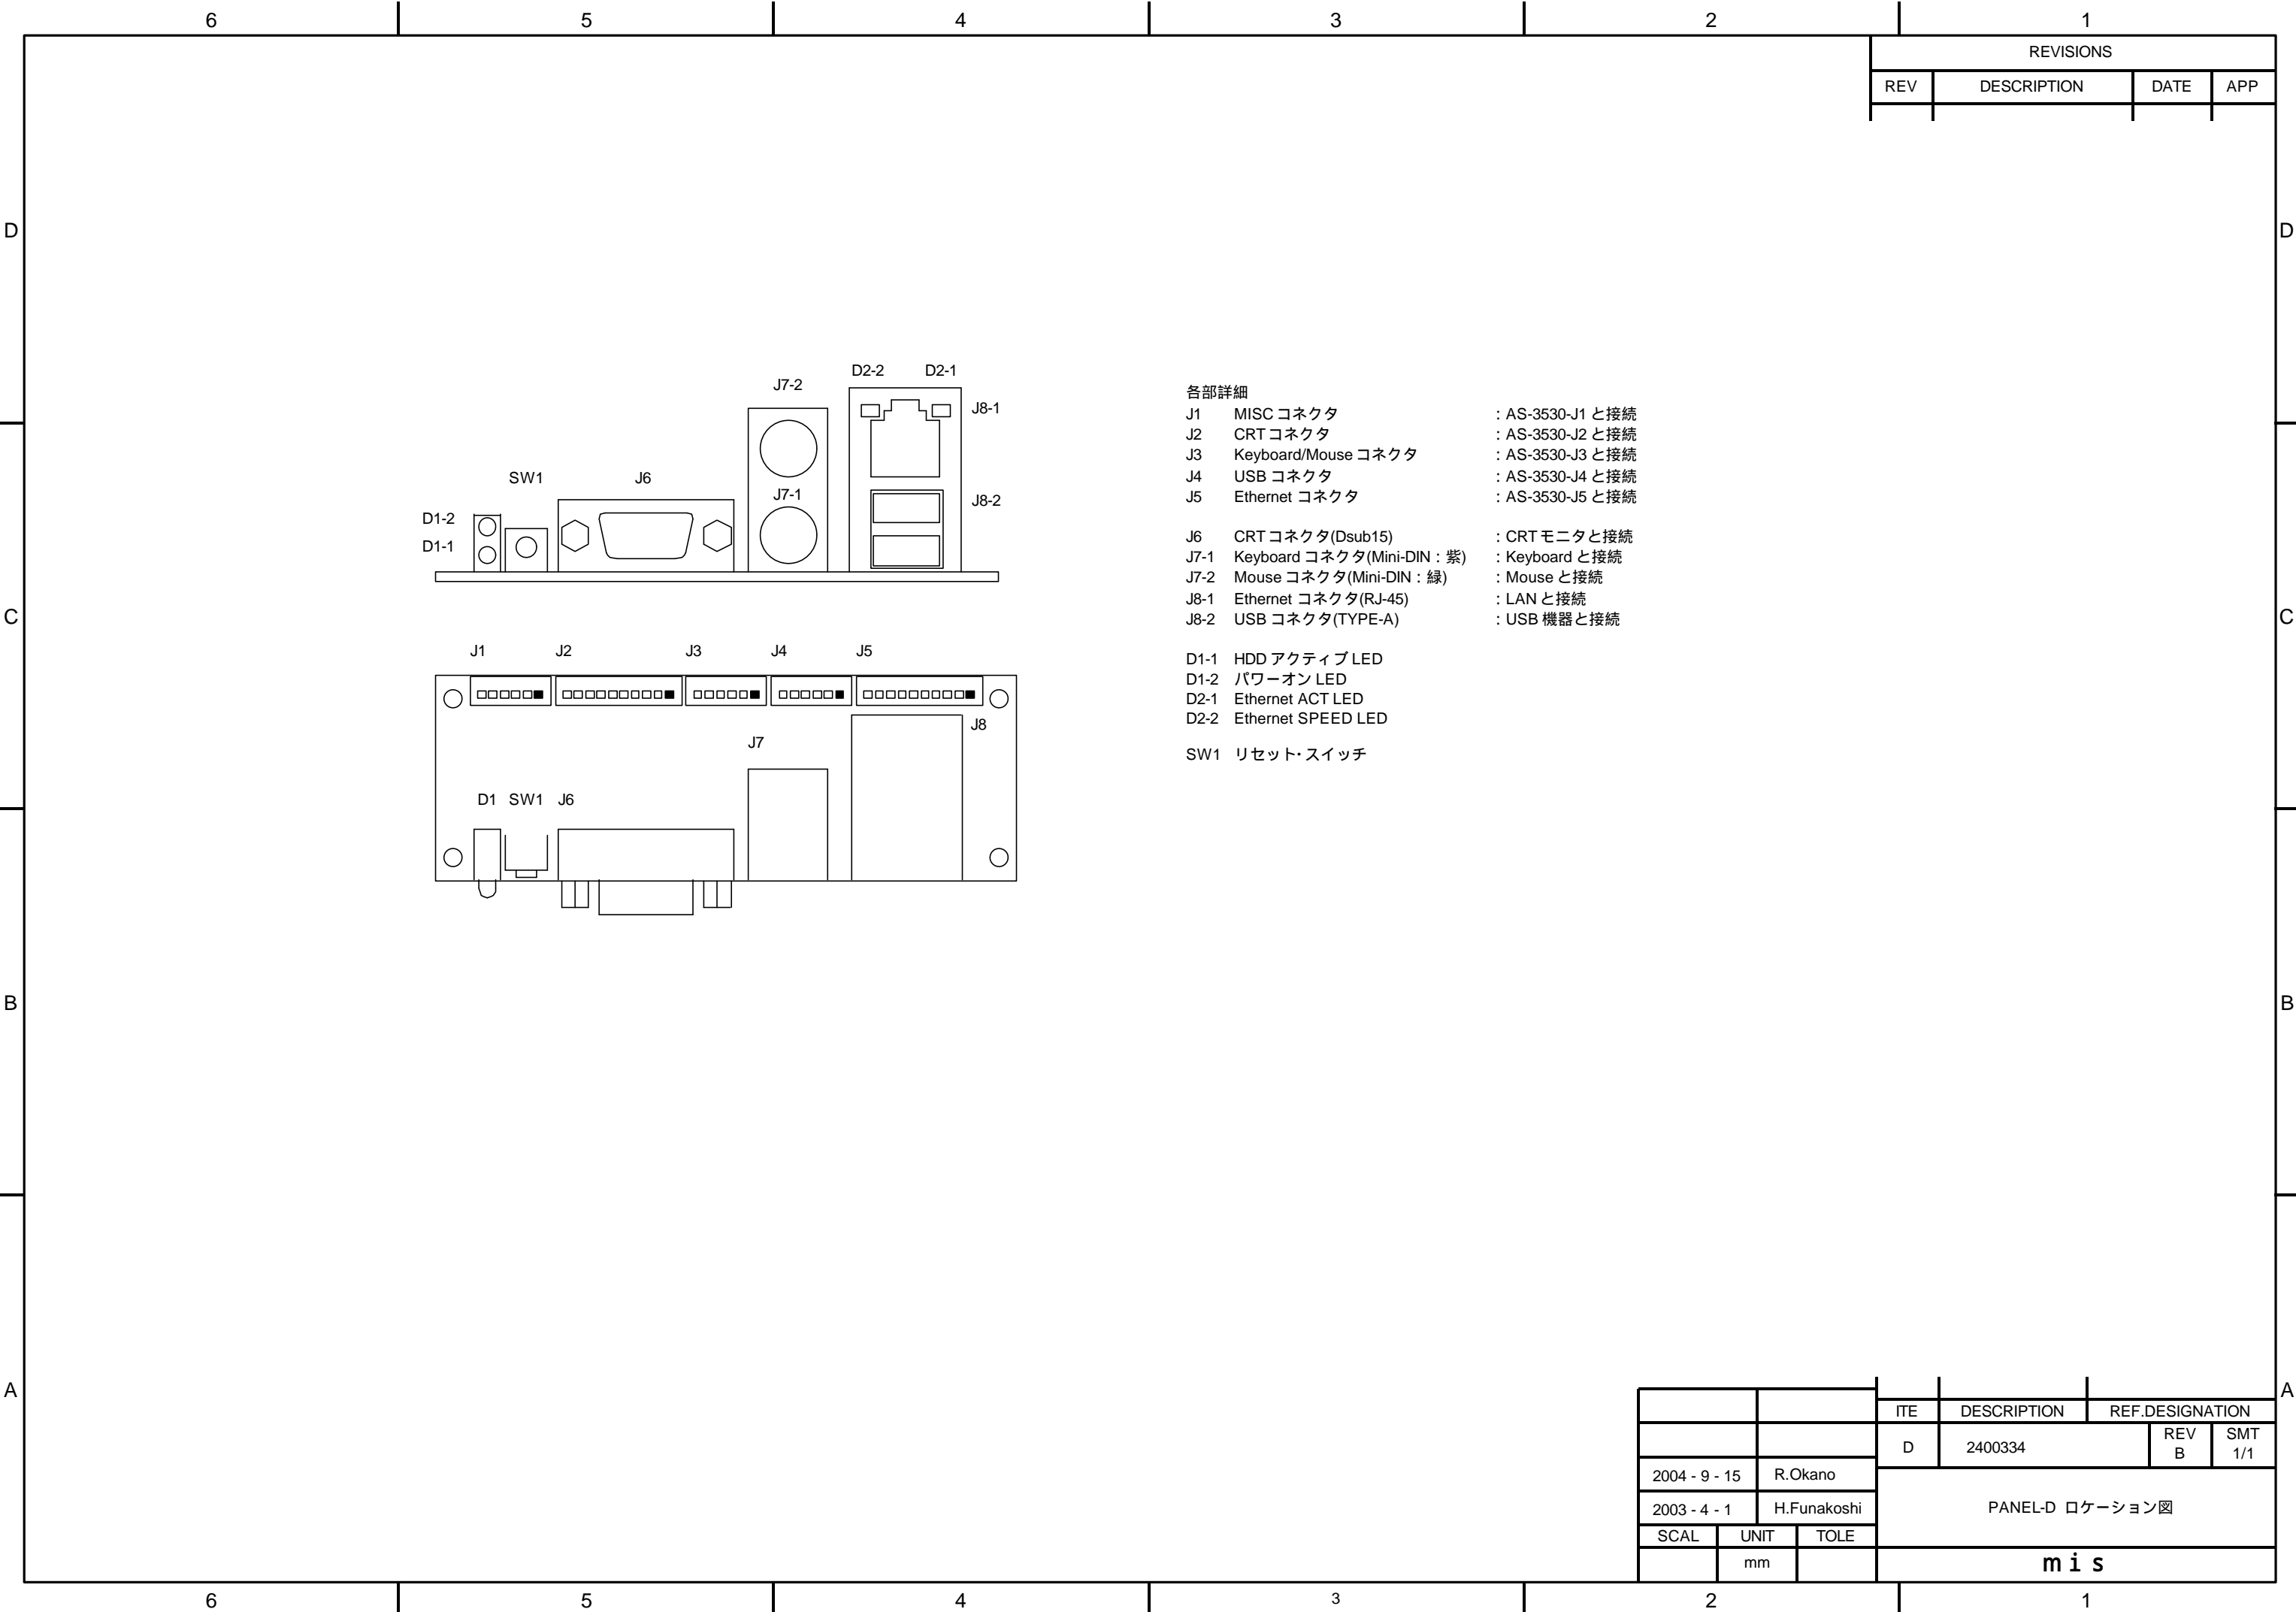 6 5 4 3 2 1
REVISIONS
REV DESCRIPTION DATE APP
D D
D2-2 D2-1
J7-2
J8-1
SW1 J6
J7-1
J8-2
D1-2
D1-1
各部詳細
J1 MISC コネクタ : AS-3530-J1 と接続
J2 CRT コネクタ : AS-3530-J2 と接続
J3 Keyboard/Mouse コネクタ : AS-3530-J3 と接続
J4 USB コネクタ : AS-3530-J4 と接続
J5 Ethernet コネクタ : AS-3530-J5 と接続
J6 CRT コネクタ(Dsub15) : CRT モニタと接続
J7-1 Keyboard コネクタ(Mini-DIN : 紫) : Keyboard と接続
J7-2 Mouse コネクタ(Mini-DIN : 緑) : Mouse と接続
J8-1 Ethernet コネクタ(RJ-45) : LAN と接続
J8-2 USB コネクタ(TYPE-A) : USB 機器と接続
D1-1 HDD アクティブ LED
D1-2 パワーオン LED
D2-1 Ethernet ACT LED
D2-2 Ethernet SPEED LED
SW1 リセット・スイッチ
C C
J1 J2 J3 J4 J5
J8
J7
D1 SW1 J6
B B
A A
ITE DESCRIPTION REF.DESIGNATION
D 2400334 REV B SMT 1/1
2004 - 9 - 15 R.Okano
2003 - 4 - 1 H.Funakoshi
PANEL-D ロケーション図
SCAL UNIT TOLE
mm
mis
6 5 4 3 2 1